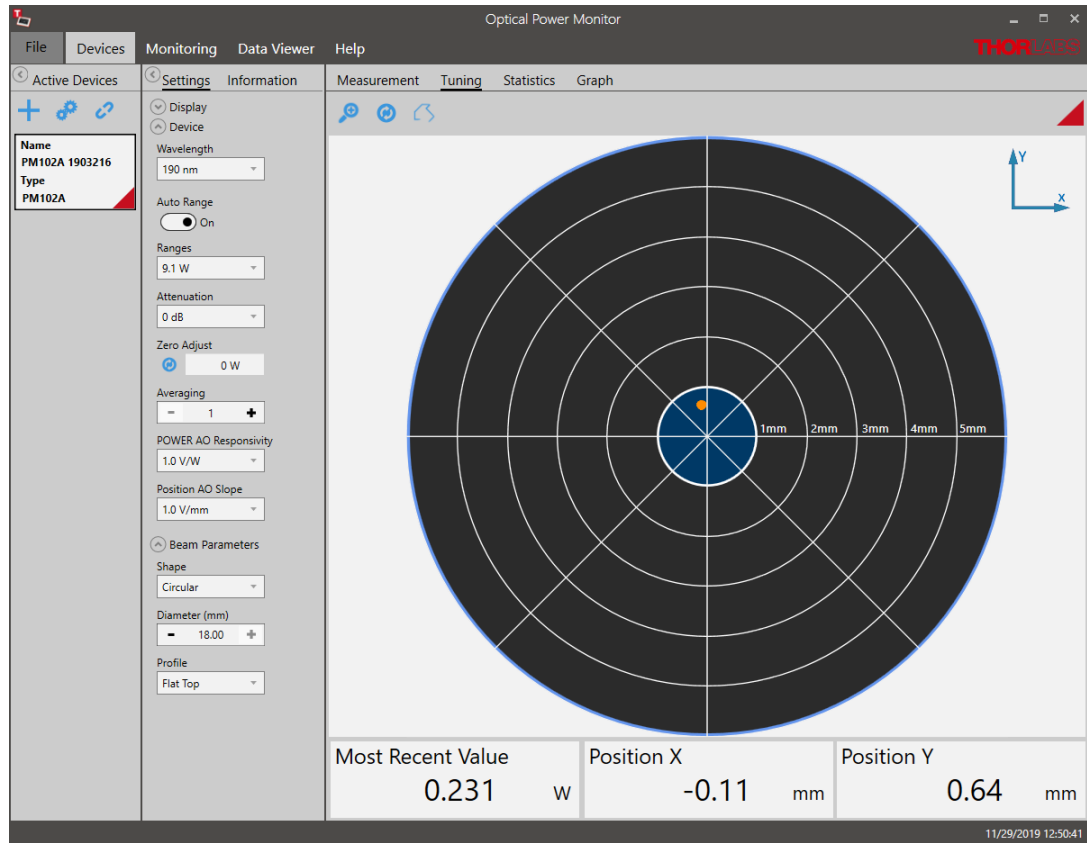 Optical Power Monitor
File Devices Monitoring Data Viewer Help
THORLABS
Active Devices
Name
PM102A 1903216
Type
PM102A
Settings Information
Display
Device
Wavelength
190 nm
Auto Range
On
Ranges
9.1 W
Attenuation
0 dB
Zero Adjust
0 W
Averaging
- 1 +
POWER AO Responsivity
1.0 V/W
Position AO Slope
1.0 V/mm
Beam Parameters
Shape
Circular
Diameter (mm)
- 18.00 +
Profile
Flat Top
Measurement Tuning Statistics Graph
Y
X
1mm 2mm 3mm 4mm 5mm
Most Recent Value
0.231 W
Position X
-0.11 mm
Position Y
0.64 mm
11/29/2019 12:50:41